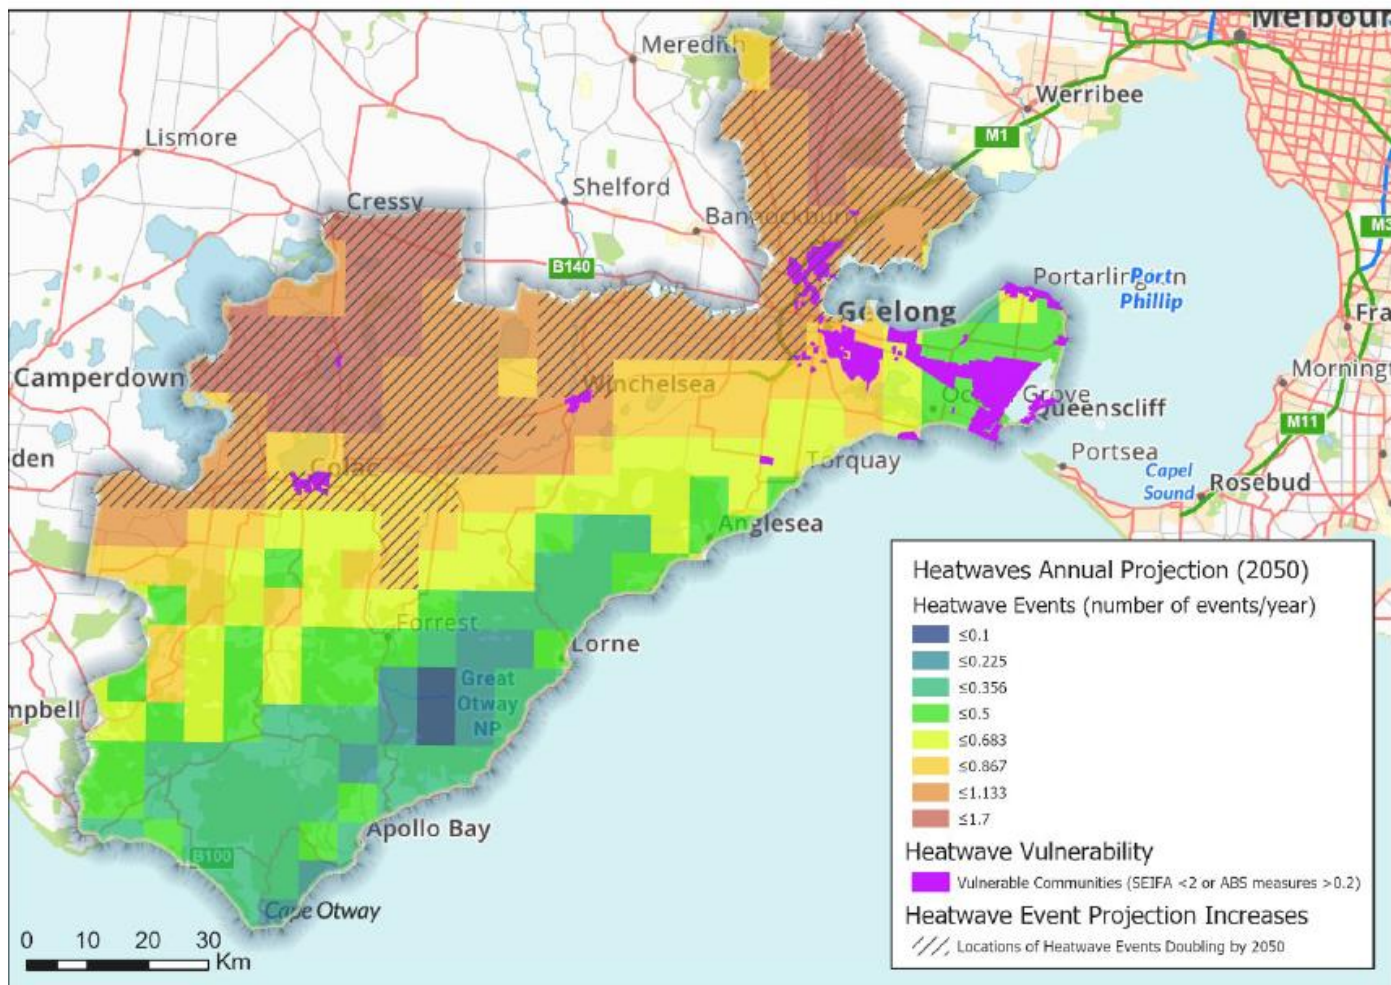 Melbour
Meredith
Werribee
M1
Lismore
Shelford
Cressy
Bannockburn
M3
B140
Portarlington
Port
Phillip
Geelong
Fra
Camperdown
Winchelsea
Morningt
Grove
Queenscliff
M11
den
Colac
Torquay
Portsea
Capel
Sound
Rosebud
Anglesea
Forrest
Lorne
Great
Otway
NP
mpbell
Apollo Bay
B100
Cape Otway
0 10 20 30
Km
Heatwaves Annual Projection (2050)
Heatwave Events (number of events/year)
≤0.1
≤0.225
≤0.356
≤0.5
≤0.683
≤0.867
≤1.133
≤1.7
Heatwave Vulnerability
Vulnerable Communities (SEIFA <2 or ABS measures >0.2)
Heatwave Event Projection Increases
Locations of Heatwave Events Doubling by 2050